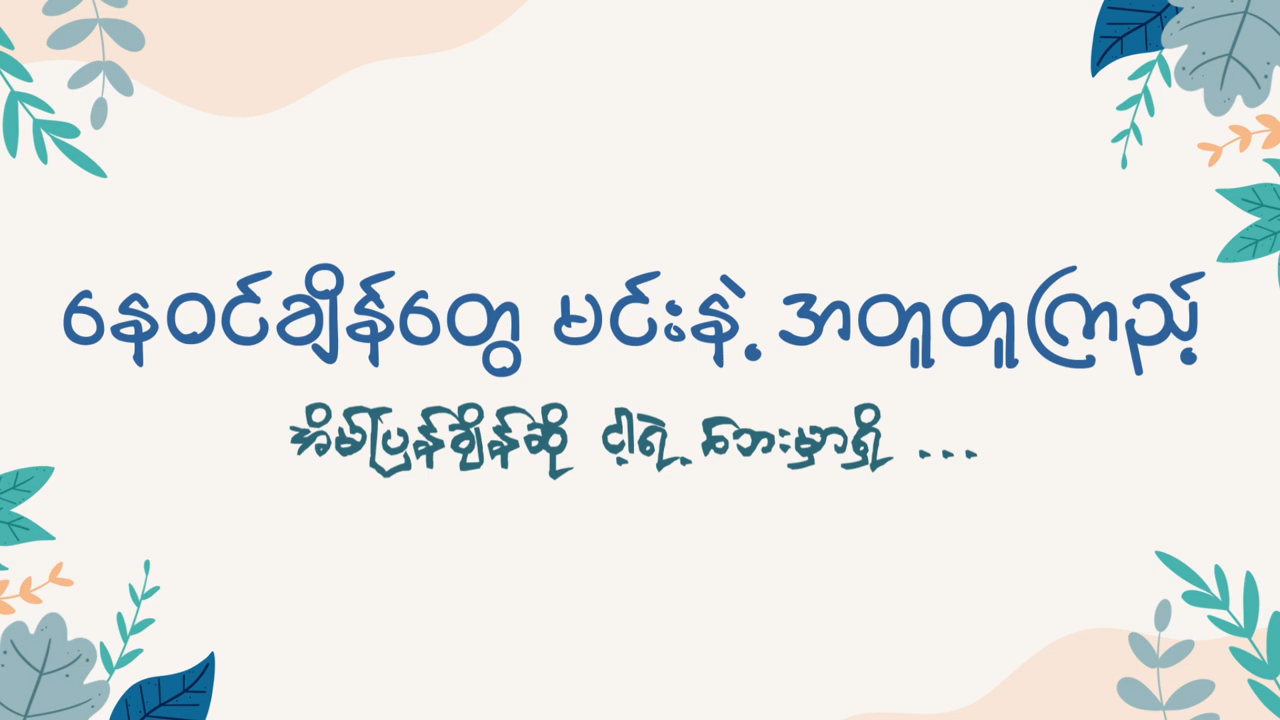 နေဝင်ချိန်တွေ မင်းနဲ့ အတူတူကြည့်
အိမ်ပြန်ချိန်ဆို ငါ့ရဲ့ ဘေးမှာရှိ ...